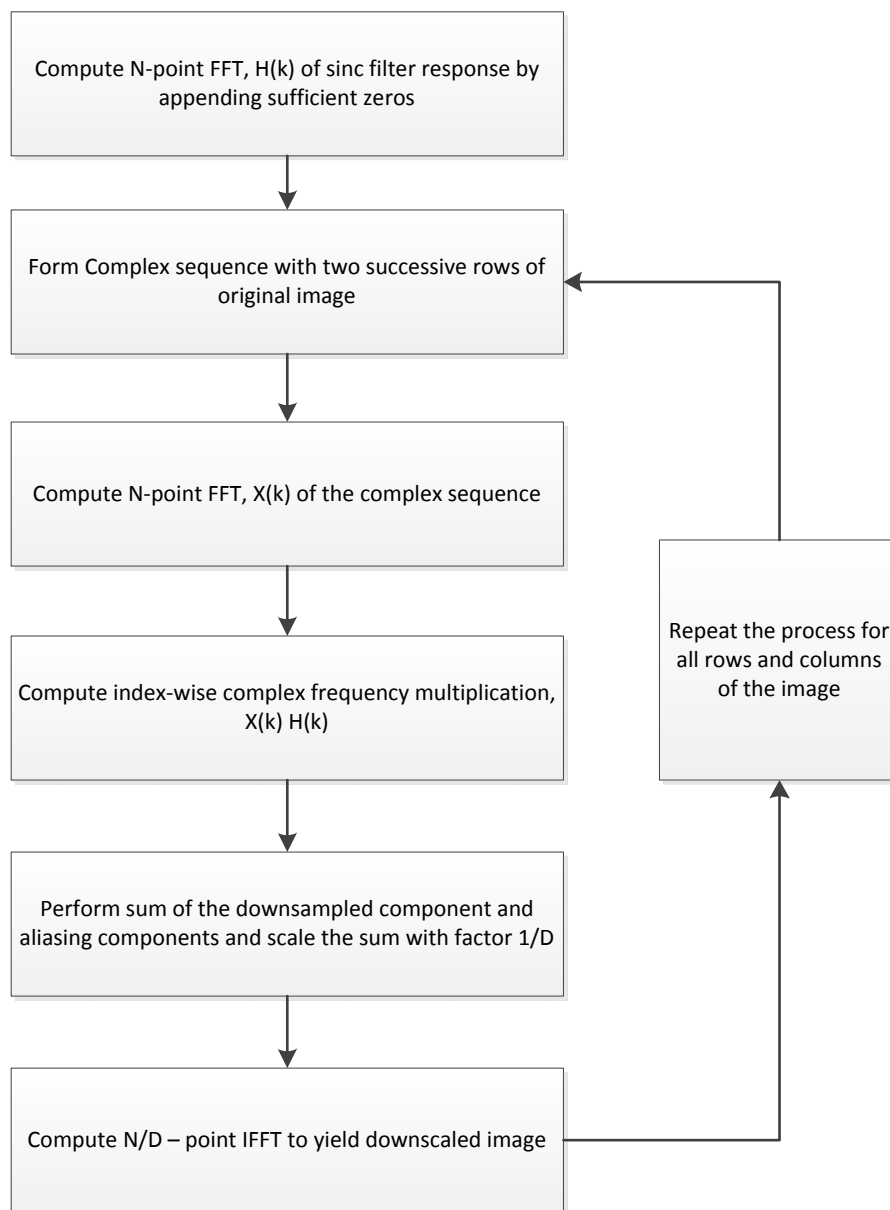 Compute N-point FFT, H(k) of sinc filter response by
appending sufficient zeros
Form Complex sequence with two successive rows of
original image
Compute N-point FFT, X(k) of the complex sequence
Compute index-wise complex frequency multiplication,
X(k) H(k)
Perform sum of the downsampled component and
aliasing components and scale the sum with factor 1/D
Compute N/D – point IFFT to yield downscaled image
Repeat the process for
all rows and columns
of the image